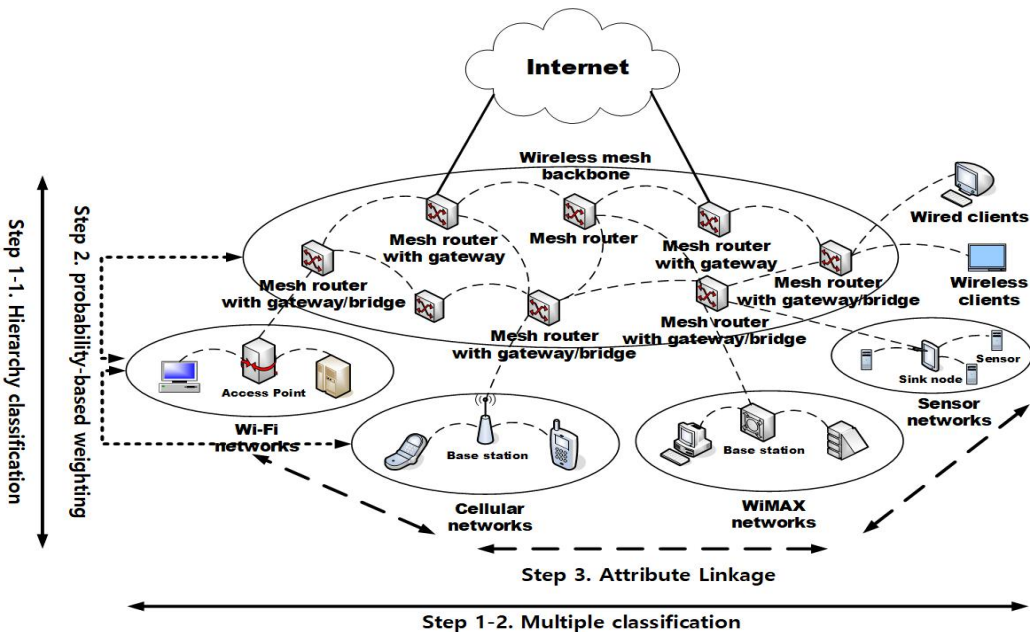 Internet
Wireless mesh
backbone
Mesh router
with gateway
Mesh router
Mesh router
with gateway
Wired clients
Mesh router
with gateway/bridge
Mesh router
with gateway/bridge
Mesh router
with gateway/bridge
Mesh router
with gateway/bridge
Wireless
clients
Access Point
Wi-Fi
networks
Base station
Cellular
networks
Base station
WiMAX
networks
Sensor
Sink node
Sensor
networks
Step 1-1. Hierarchy classification
Step 2. probability-based weighting
Step 3. Attribute Linkage
Step 1-2. Multiple classification